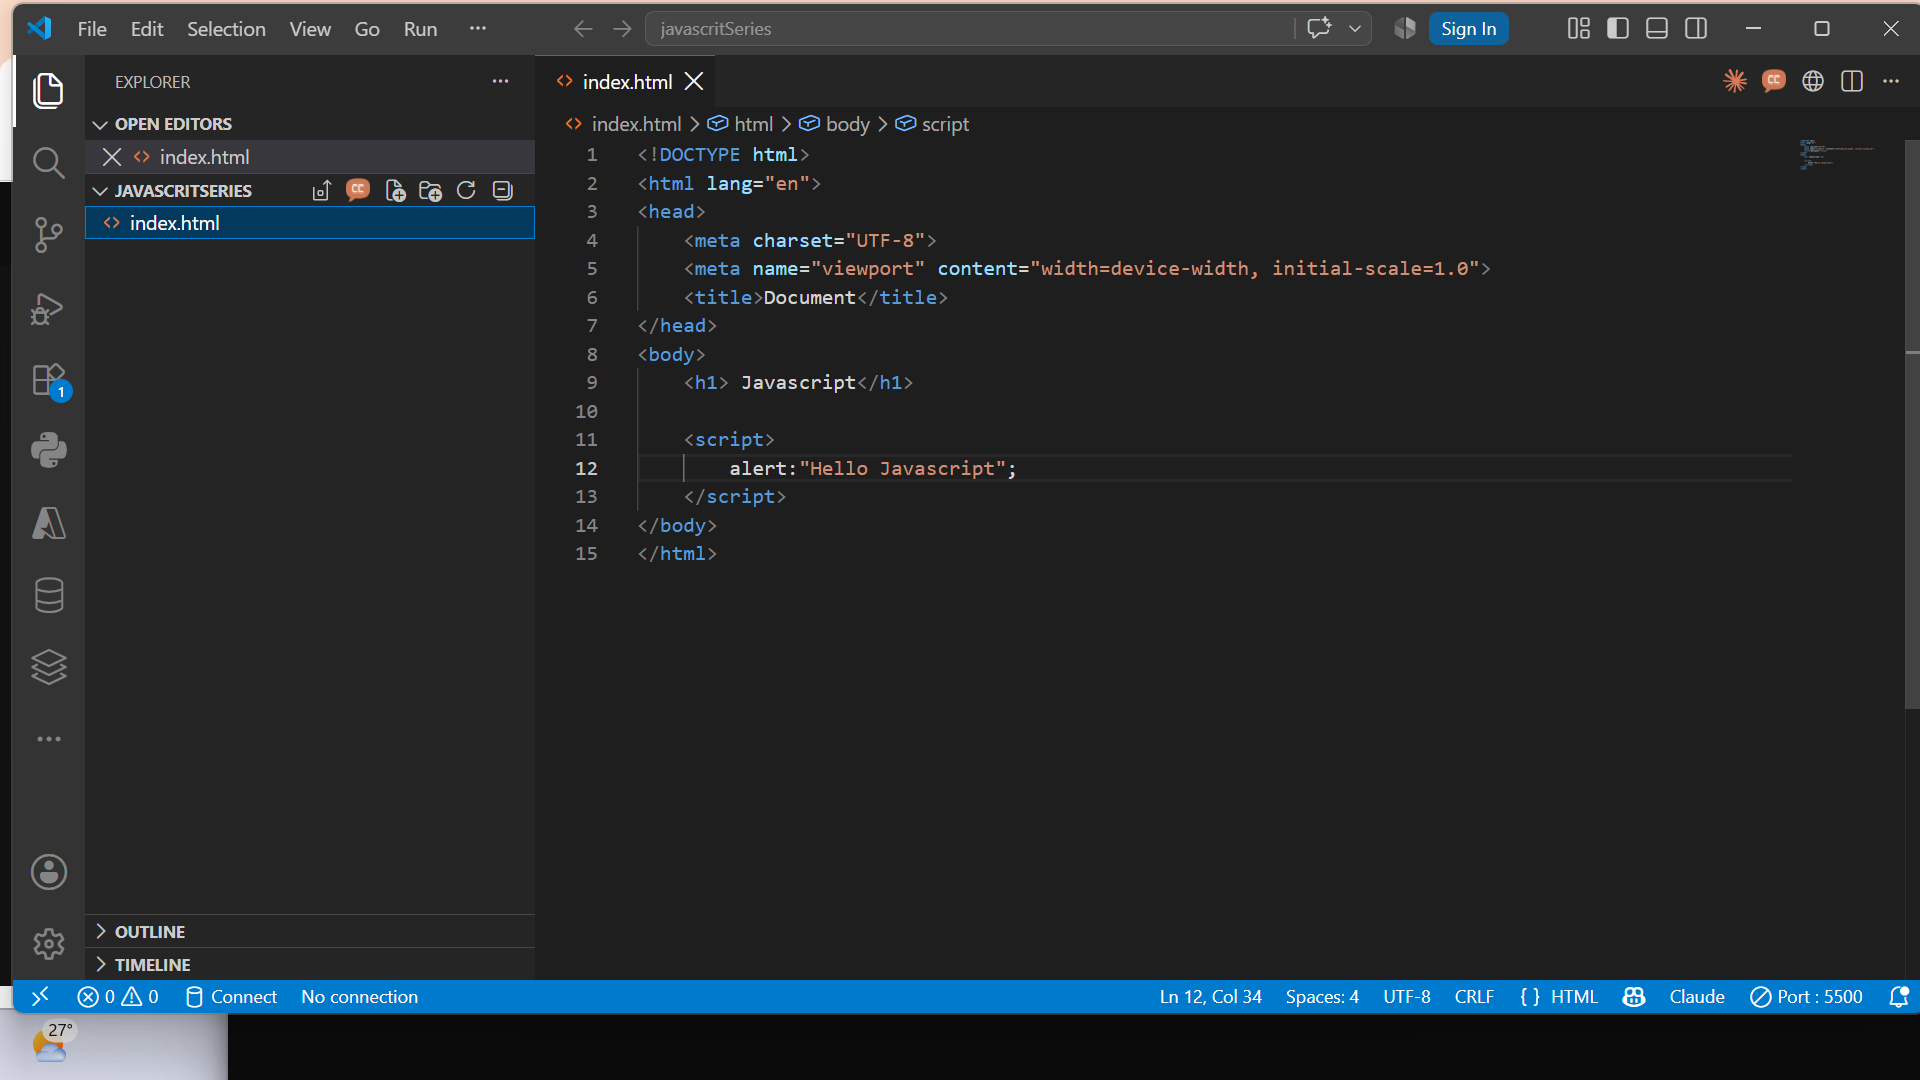 File Edit Selection View Go Run javascritSeries Sign In
EXPLORER
OPEN EDITORS
index.html
JAVASCRITSERIES
CC
index.html
1
OUTLINE
TIMELINE
index.html
CC
index.html > html > body > script
1 <!DOCTYPE html>
2 <html lang="en">
3 <head>
4 <meta charset="UTF-8">
5 <meta name="viewport" content="width=device-width, initial-scale=1.0">
6 <title>Document</title>
7 </head>
8 <body>
9 <h1> Javascript</h1>
10
11 <script>
12 alert:"Hello Javascript";
13 </script>
14 </body>
15 </html>
0 0 Connect No connection Ln 12, Col 34 Spaces: 4 UTF-8 CRLF {} HTML Claude Port : 5500
27°